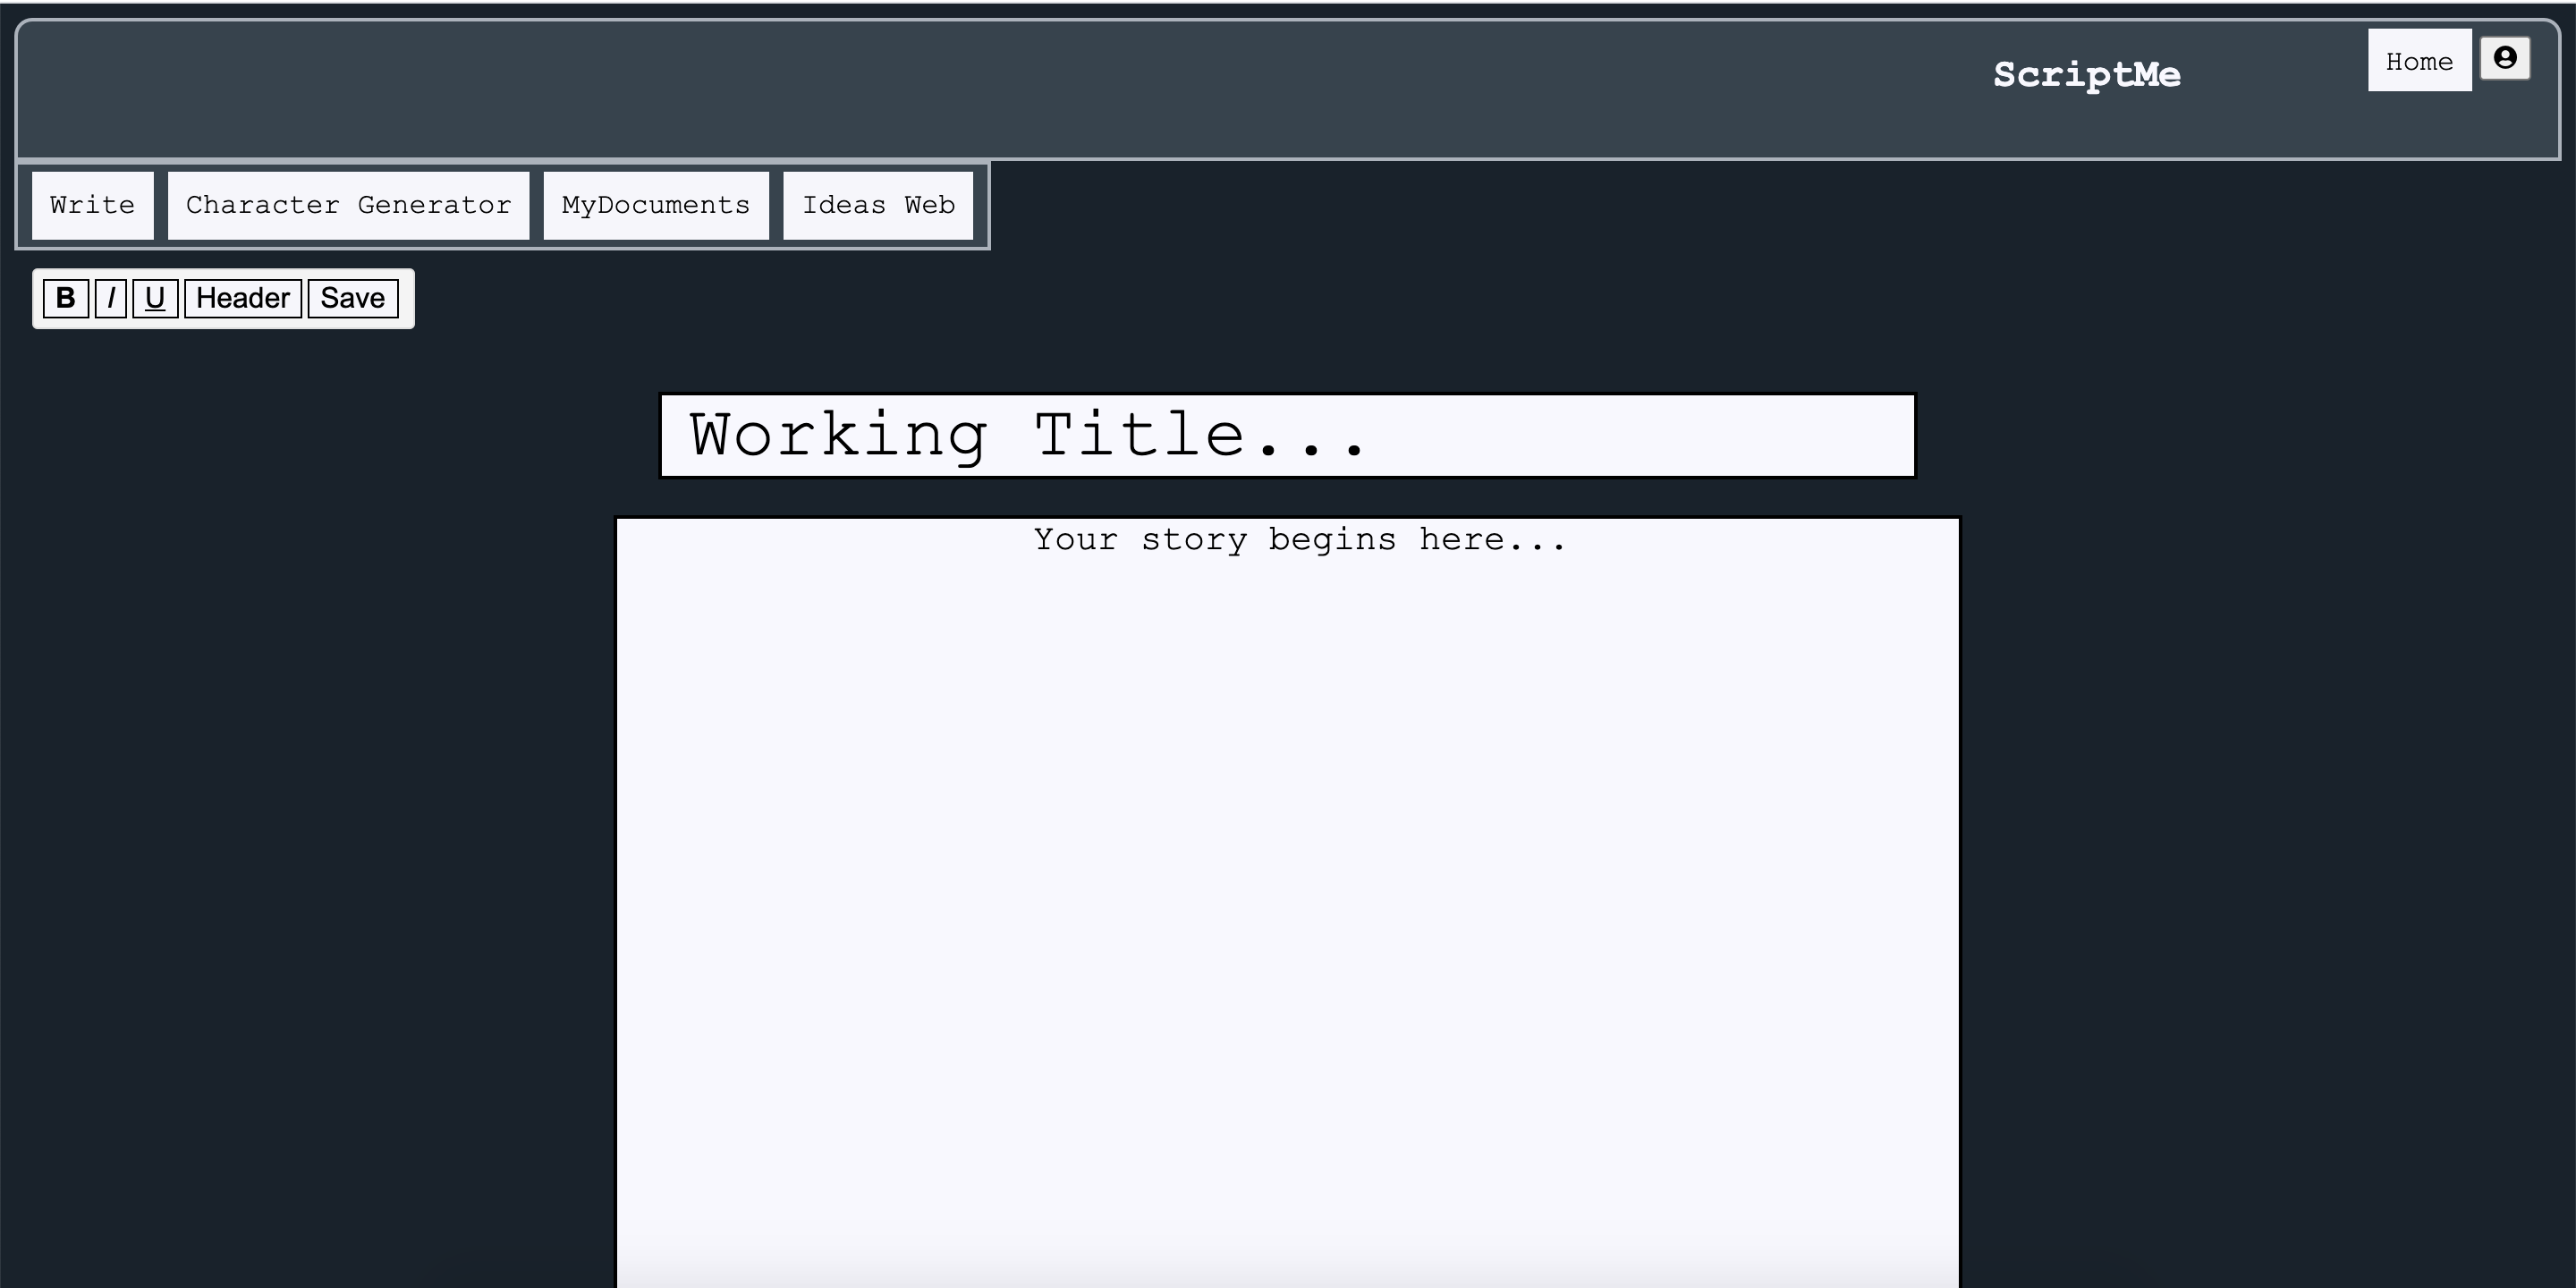 ScriptMe
Home
Write
Character Generator
MyDocuments
Ideas Web
B
I
U
Header
Save
Working Title...
Your story begins here...